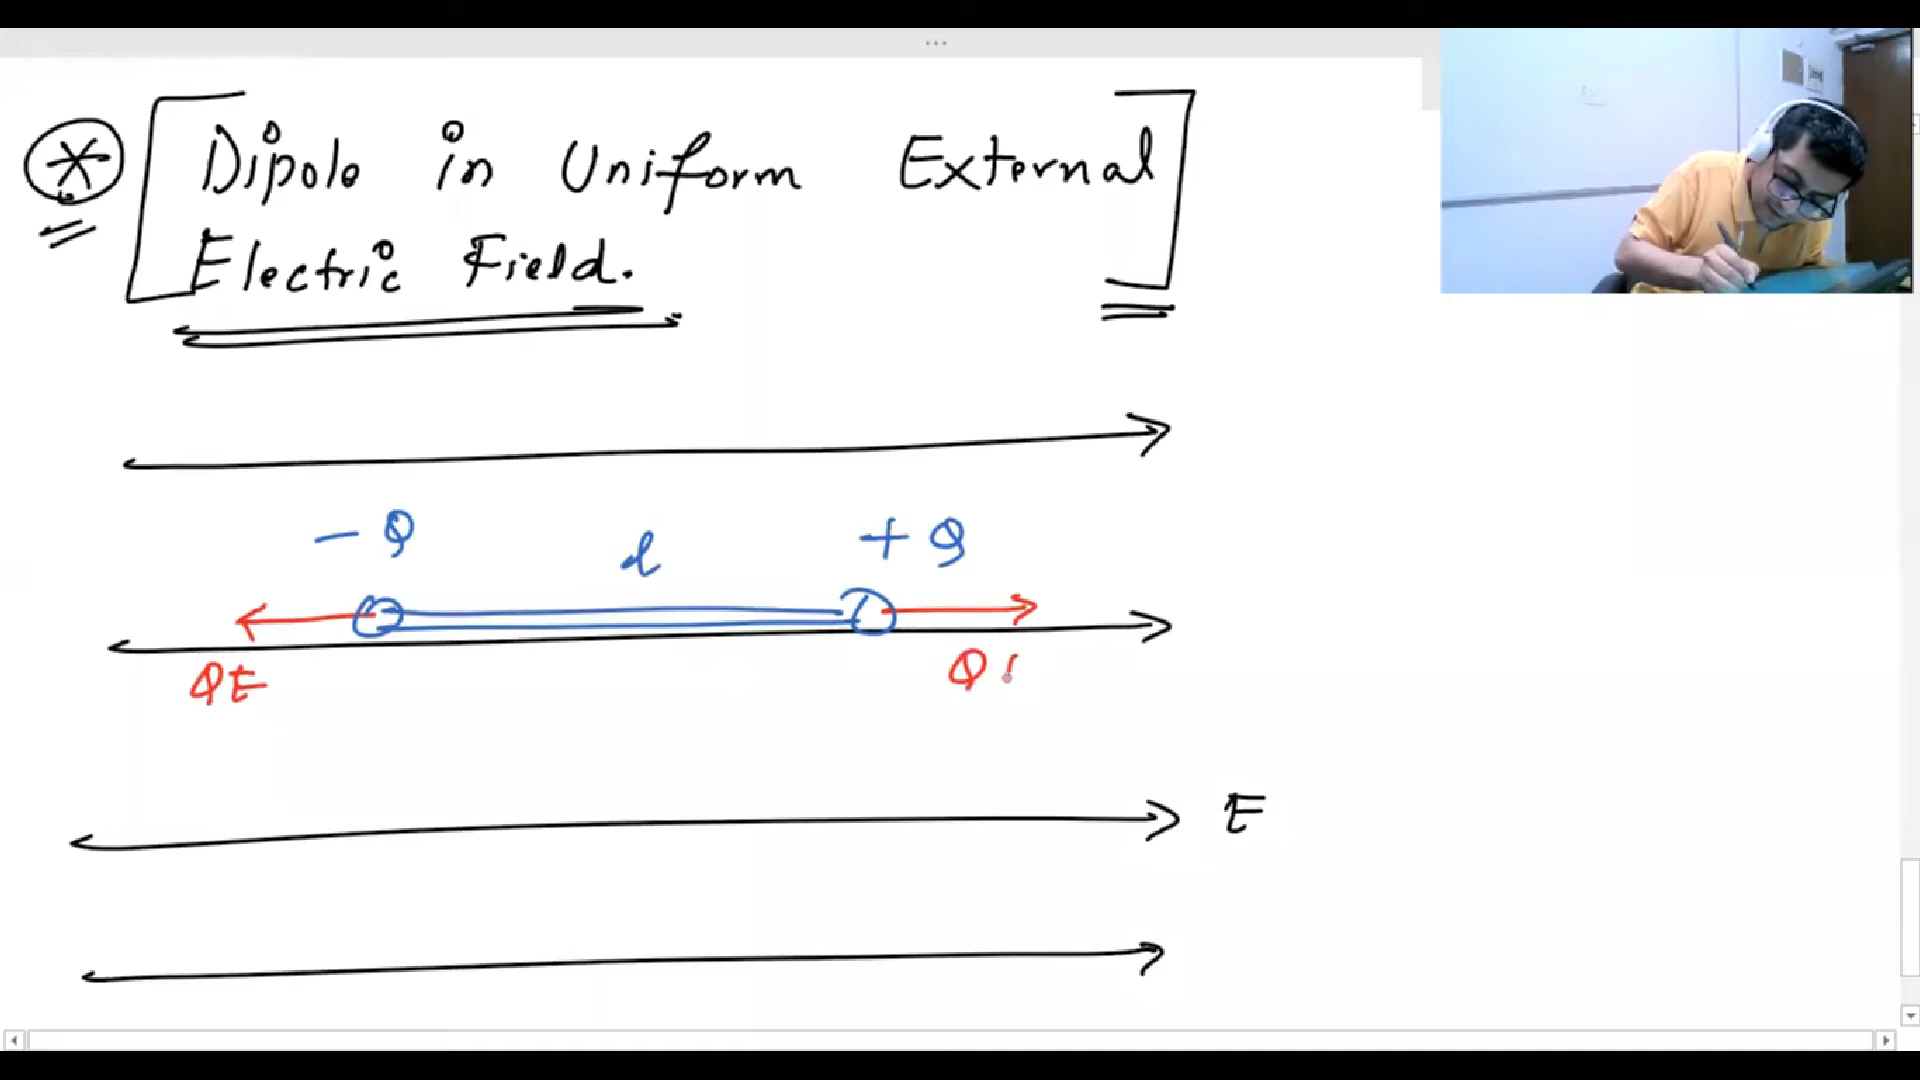 Dipole in Uniform External
Electric Field.
- Q d + Q
QE Q
E